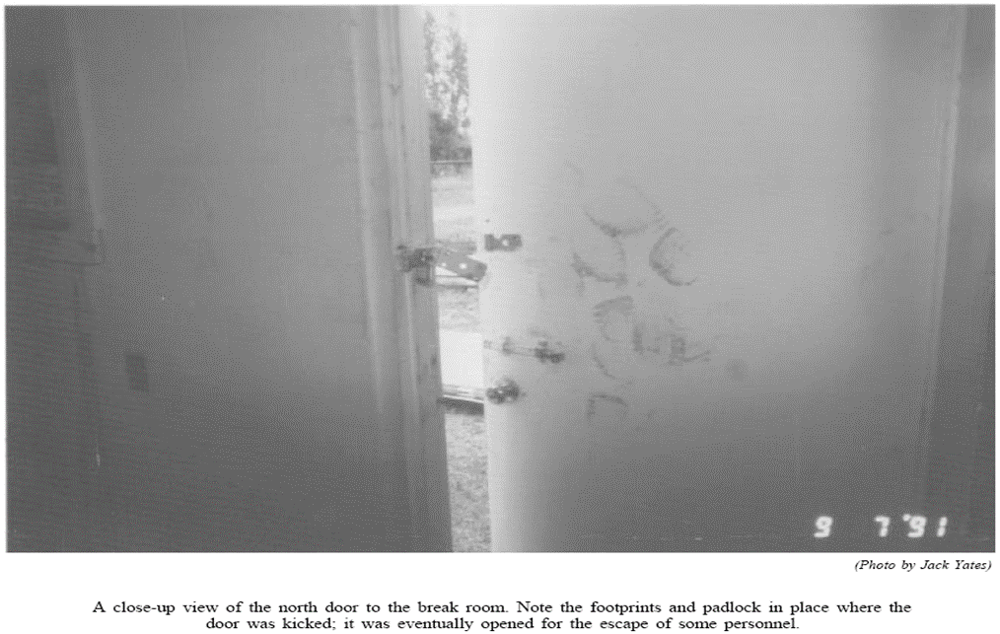 9 7 '91
(Photo by Jack Yates)
A close-up view of the north door to the break room. Note the footprints and padlock in place where the
door was kicked; it was eventually opened for the escape of some personnel.